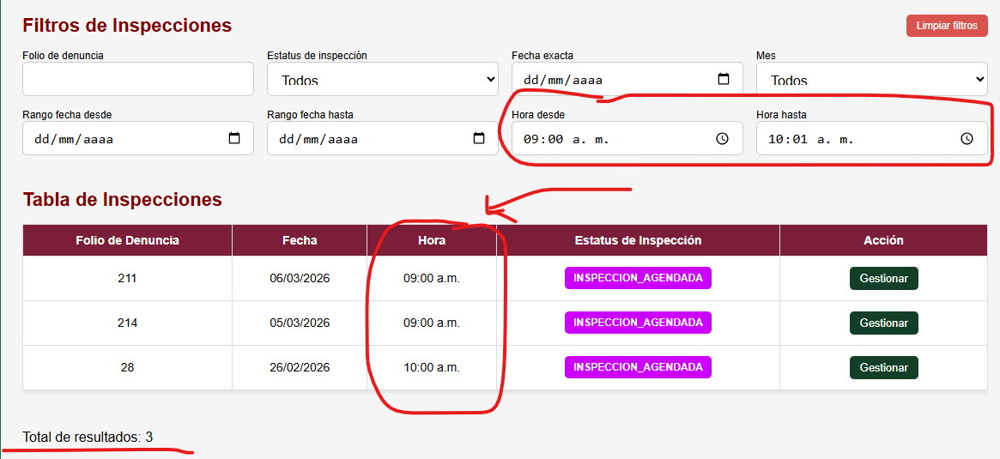 Filtros de Inspecciones
Limpiar filtros
Folio de denuncia Estatus de inspección Fecha exacta Mes
Todos dd/mm/aaaa Todos
Rango fecha desde Rango fecha hasta Hora desde Hora hasta
dd/mm/aaaa dd/mm/aaaa 09:00 a. m. 10:01 a. m.
Tabla de Inspecciones
Folio de Denuncia Fecha Hora Estatus de Inspección Acción
211 06/03/2026 09:00 a.m. INSPECCION_AGENDADA Gestionar
214 05/03/2026 09:00 a.m. INSPECCION_AGENDADA Gestionar
28 26/02/2026 10:00 a.m. INSPECCION_AGENDADA Gestionar
Total de resultados: 3